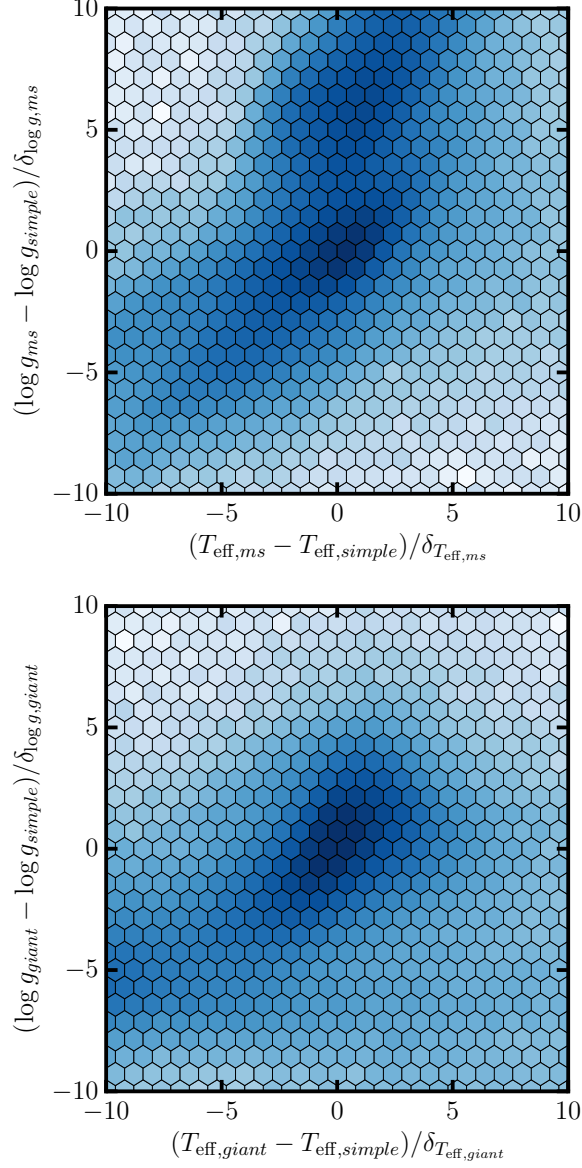 10
5
0
−5
−10
(log g_ms − log g_simple)/δ_log g,ms
−10 −5 0 5 10
(T_eff,ms − T_eff,simple)/δ_T_eff,ms
10
5
0
−5
−10
(log g_giant − log g_simple)/δ_log g,giant
−10 −5 0 5 10
(T_eff,giant − T_eff,simple)/δ_T_eff,giant